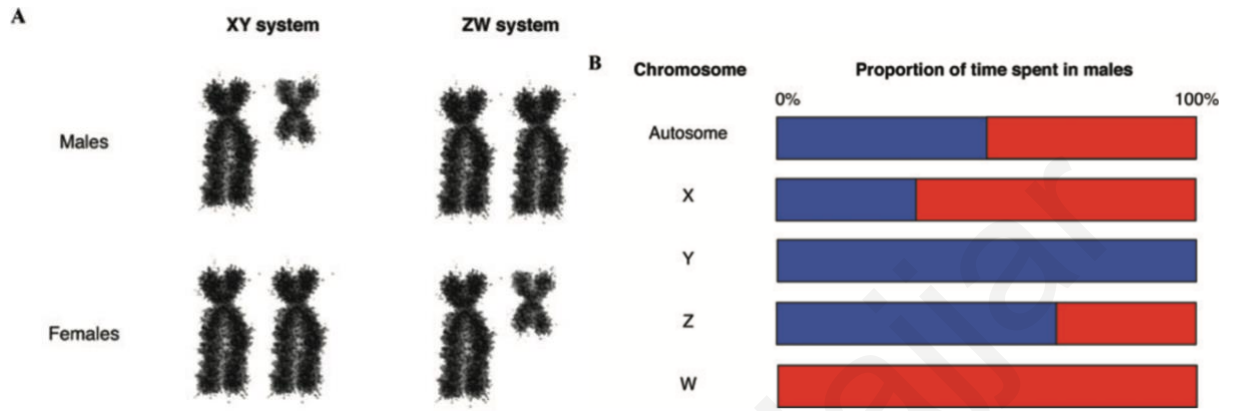 A
XY system
ZW system
Males
Females
B
Chromosome
Proportion of time spent in males
0%
100%
Autosome
X
Y
Z
W